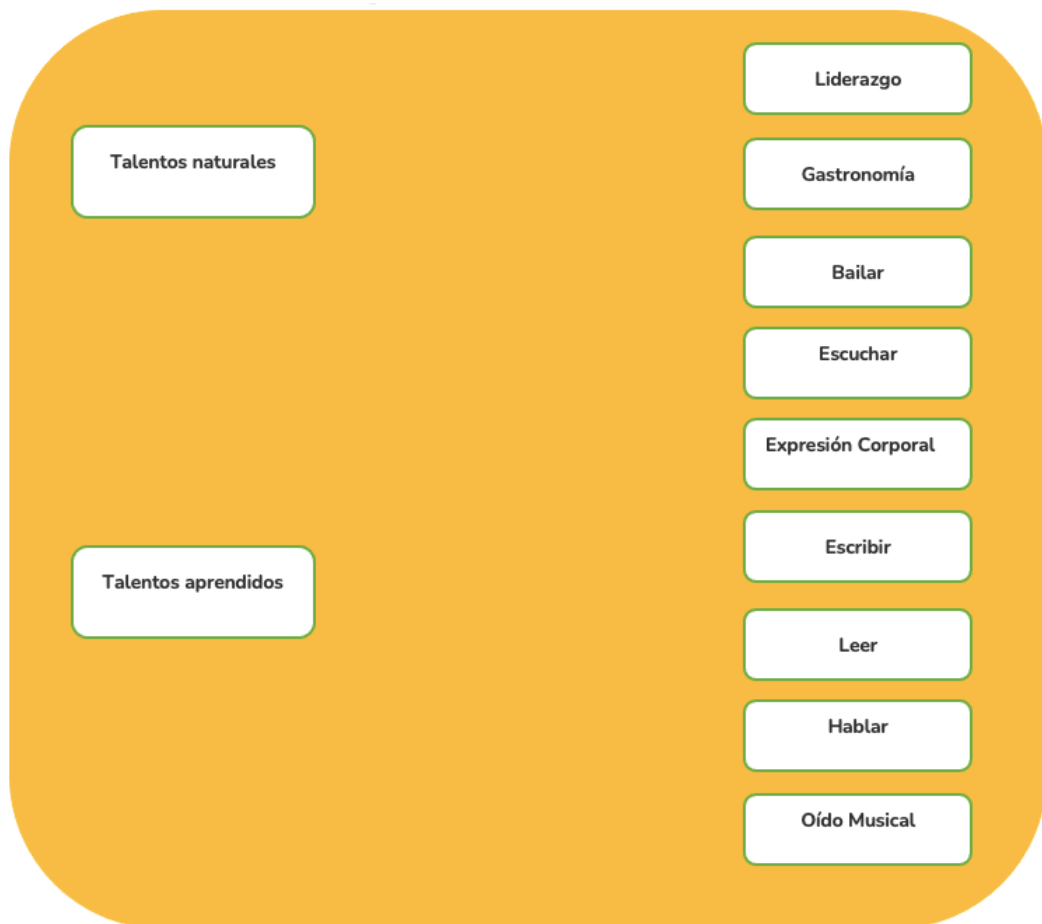 Talentos naturales
Talentos aprendidos
Liderazgo
Gastronomía
Bailar
Escuchar
Expresión Corporal
Escribir
Leer
Hablar
Oído Musical